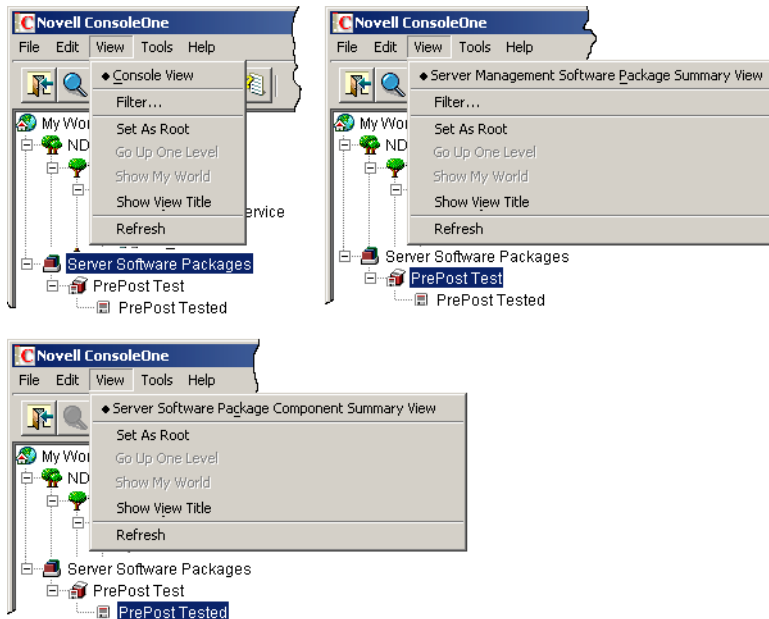 Novell ConsoleOne
File Edit View Tools Help
Console View
Filter...
My Wo
Set As Root
ND
Go Up One Level
Show My World
Show View Title
ervice
Refresh
Server Software Packages
PrePost Test
PrePost Tested
Novell ConsoleOne
File Edit View Tools Help
Server Management Software Package Summary View
Filter...
My Wo
Set As Root
ND
Go Up One Level
Show My World
Show View Title
Refresh
Server Software Packages
PrePost Test
PrePost Tested
Novell ConsoleOne
File Edit View Tools Help
Server Software Package Component Summary View
Set As Root
My Wo
Go Up One Level
ND
Show My World
Show View Title
Refresh
Server Software Packages
PrePost Test
PrePost Tested